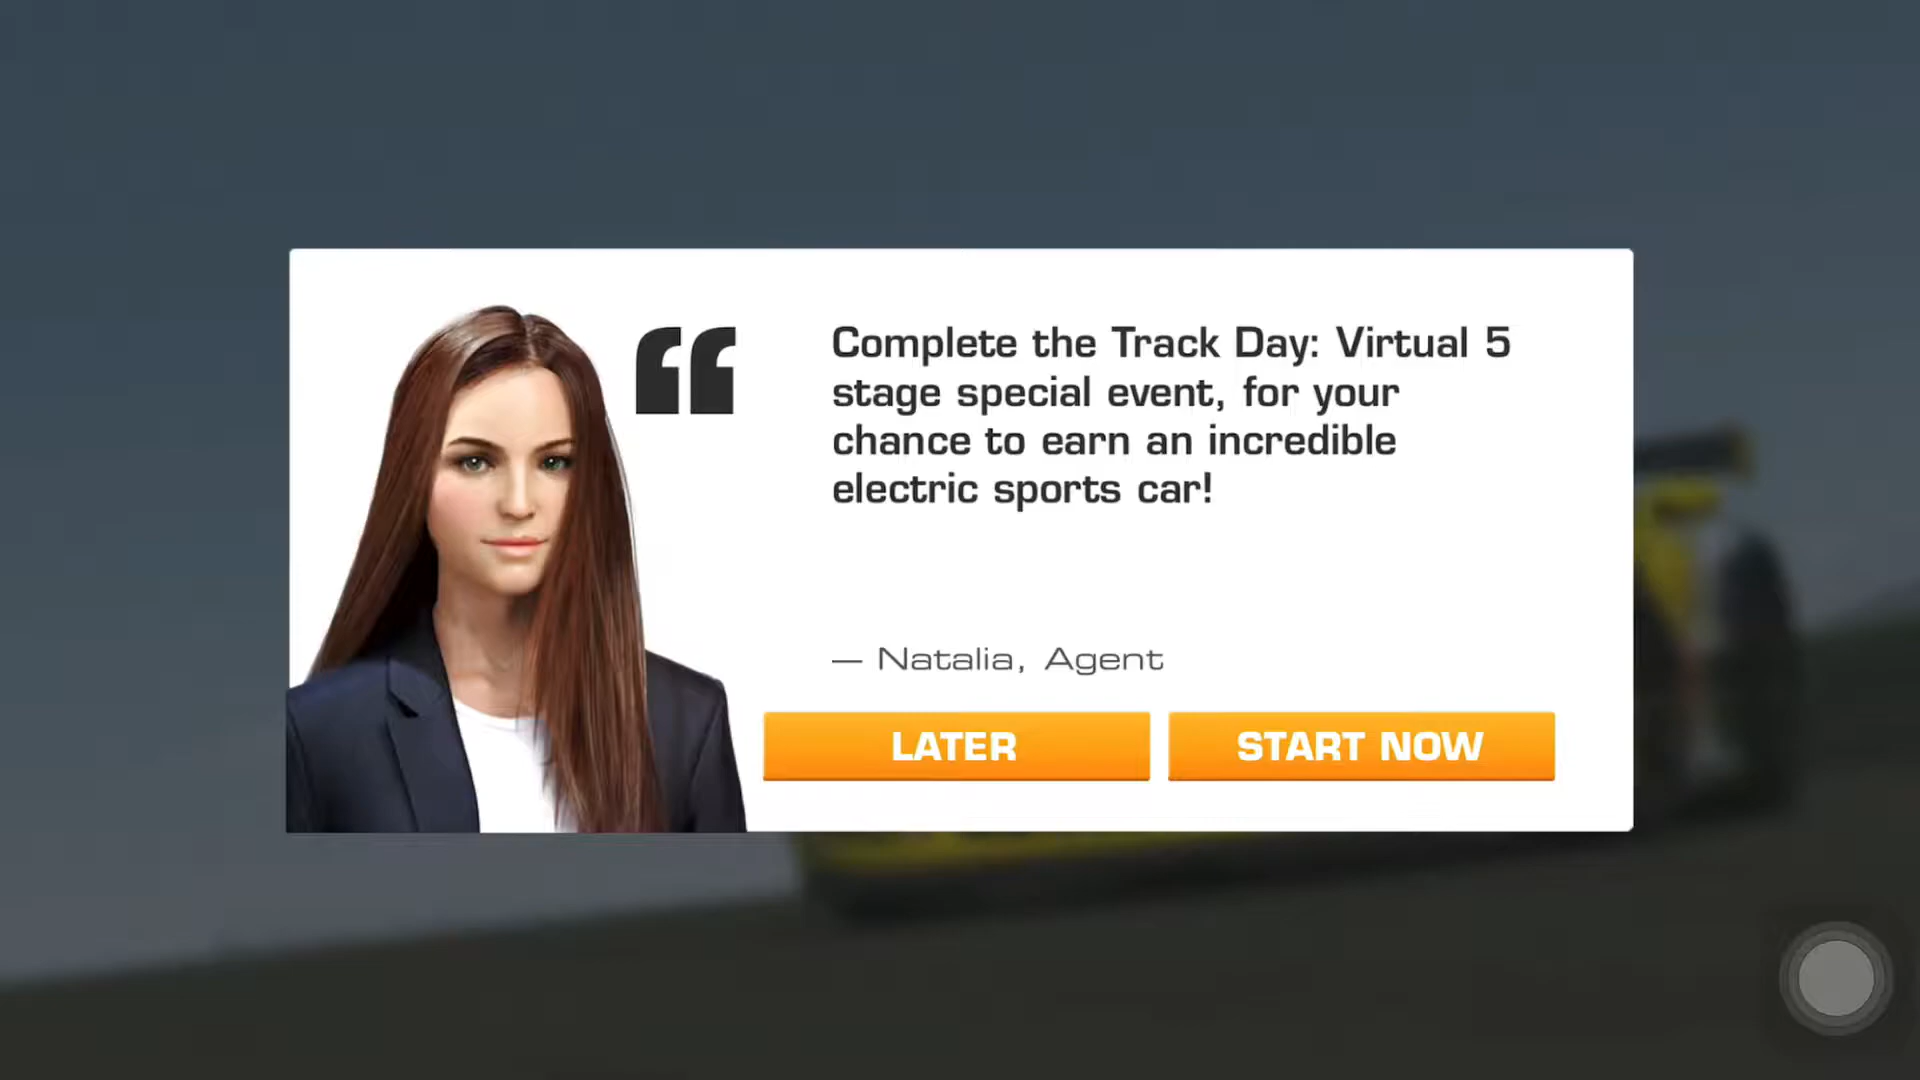 Complete the Track Day: Virtual 5
stage special event, for your
chance to earn an incredible
electric sports car!
— Natalia, Agent
LATER
START NOW